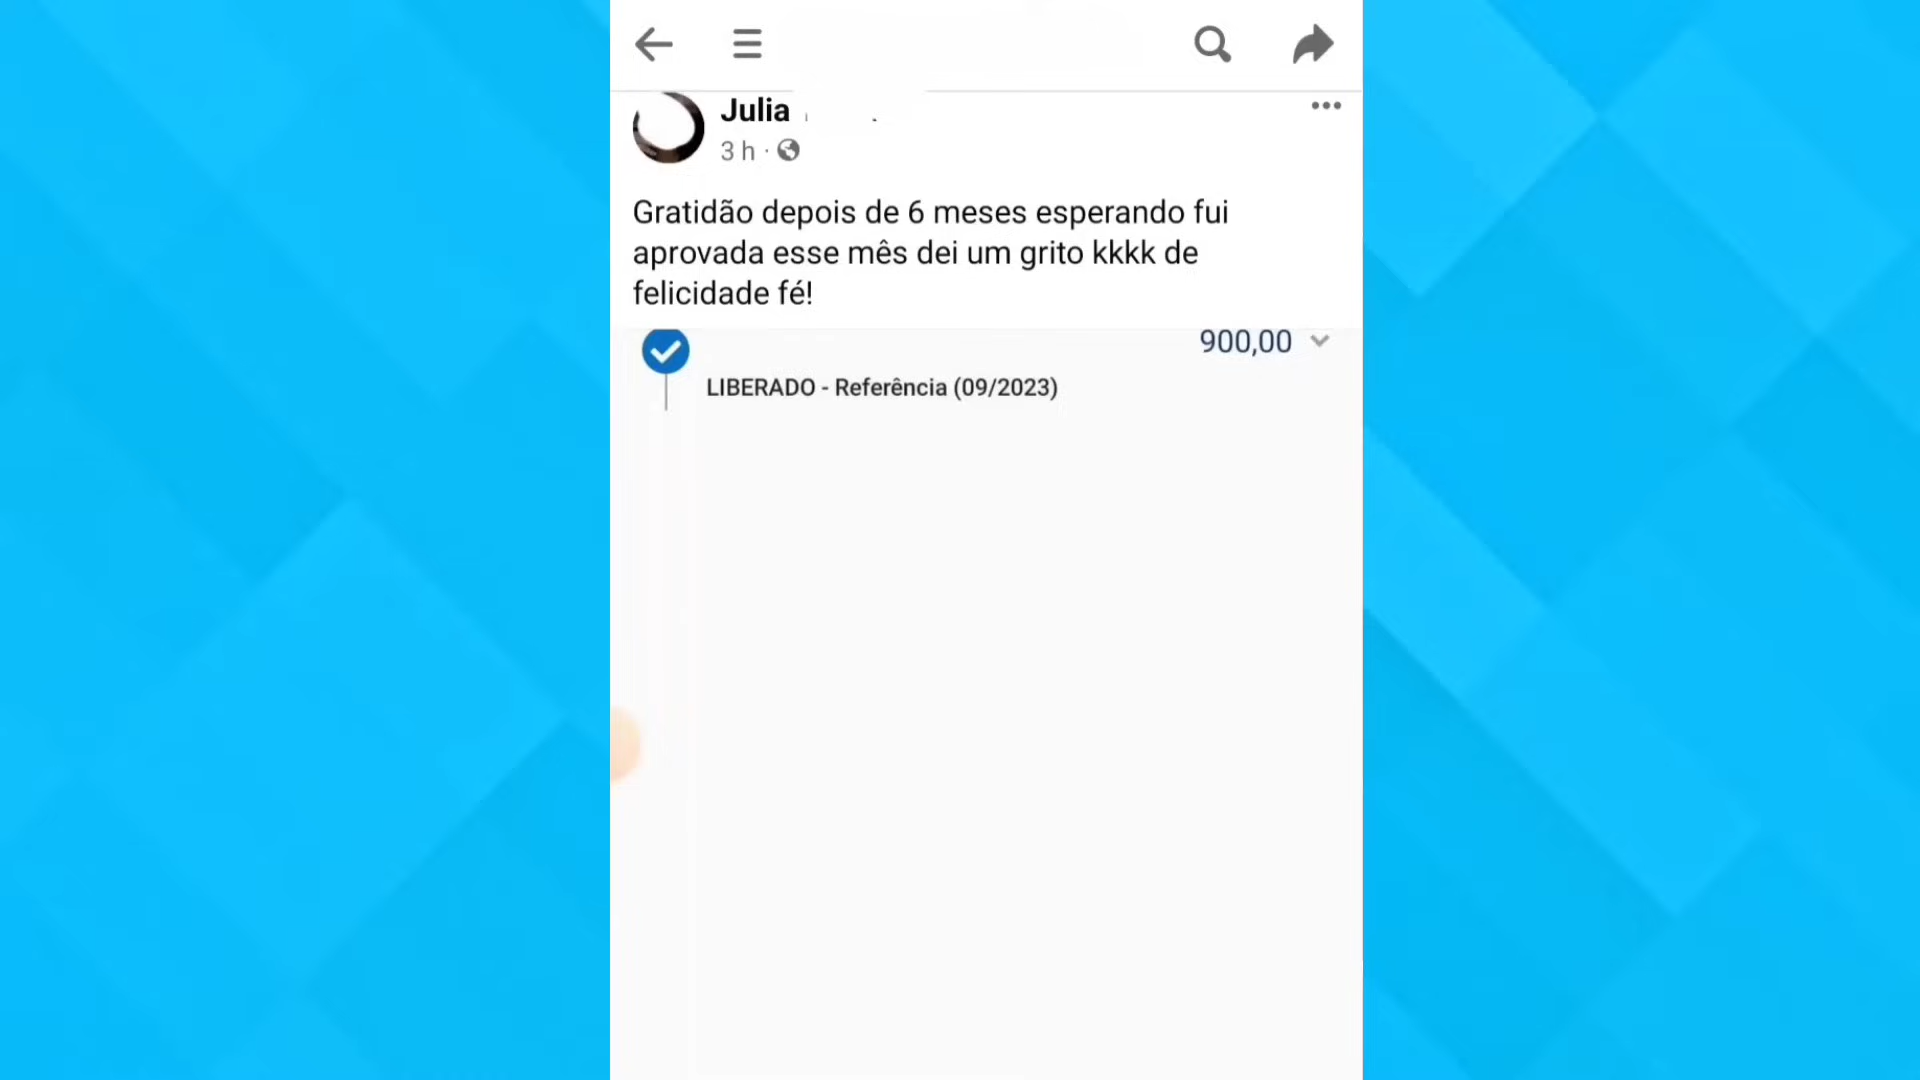 Julia
3 h ·
Gratidão depois de 6 meses esperando fui
aprovada esse mês dei um grito kkkk de
felicidade fé!
900,00
LIBERADO - Referência (09/2023)